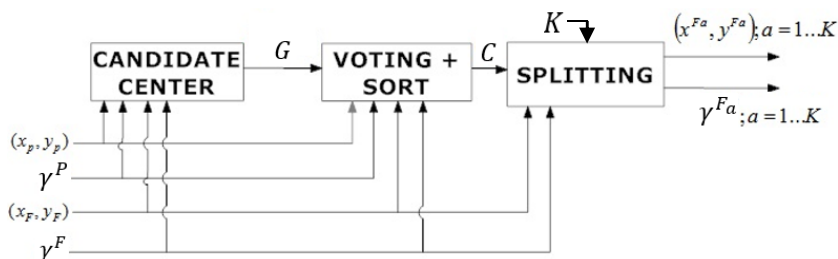 K
(x^{Fa}, y^{Fa}); a = 1...K
CANDIDATE
CENTER
G
VOTING +
SORT
C
SPLITTING
γ^{Fa}; a = 1...K
(x_p, y_p)
γ^P
(x_F, y_F)
γ^F